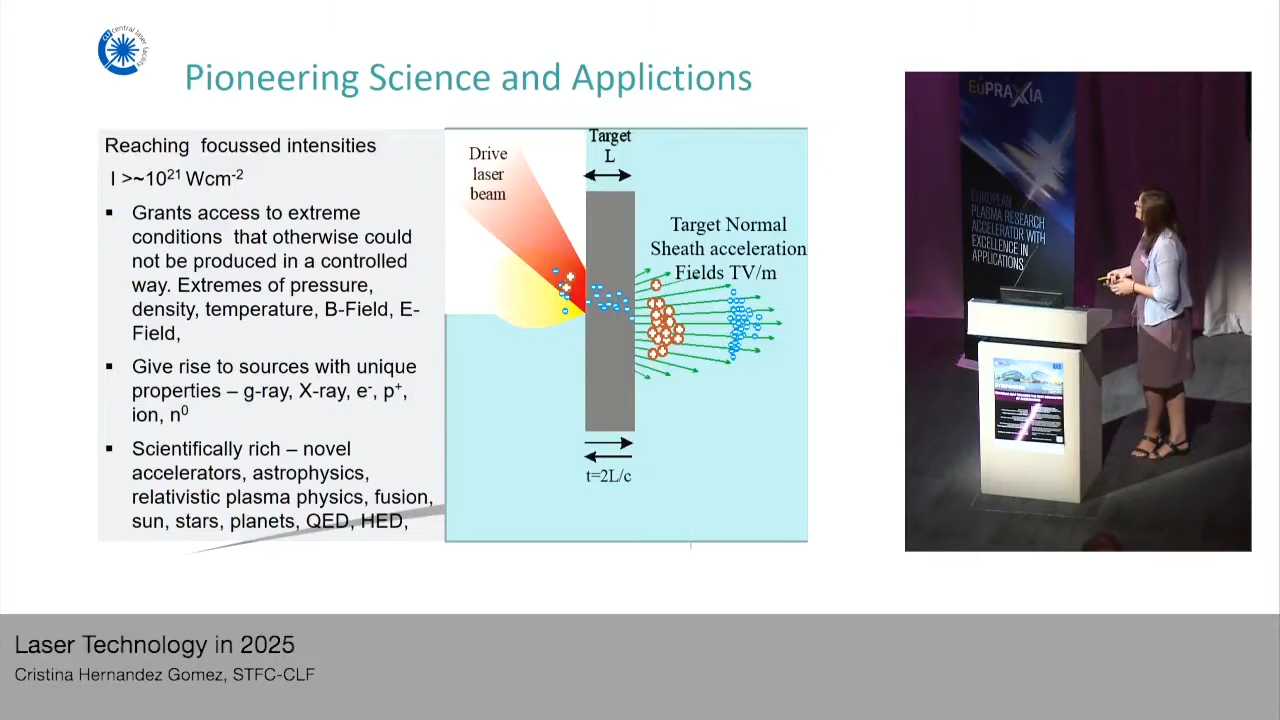 central laser facility
Pioneering Science and Applictions
Reaching focussed intensities
I >~10²¹ Wcm⁻²
▪ Grants access to extreme
conditions that otherwise could
not be produced in a controlled
way. Extremes of pressure,
density, temperature, B-Field, E-
Field,
▪ Give rise to sources with unique
properties – g-ray, X-ray, e⁻, p⁺,
ion, n⁰
▪ Scientifically rich – novel
accelerators, astrophysics,
relativistic plasma physics, fusion,
sun, stars, planets, QED, HED,
Drive
laser
beam
Target
L
Target Normal
Sheath acceleration
Fields TV/m
t=2L/c
EuPRAXIA
EUROPEAN
PLASMA RESEARCH
ACCELERATOR WITH
EXCELLENCE IN
APPLICATIONS
Laser Technology in 2025
Cristina Hernandez Gomez, STFC-CLF